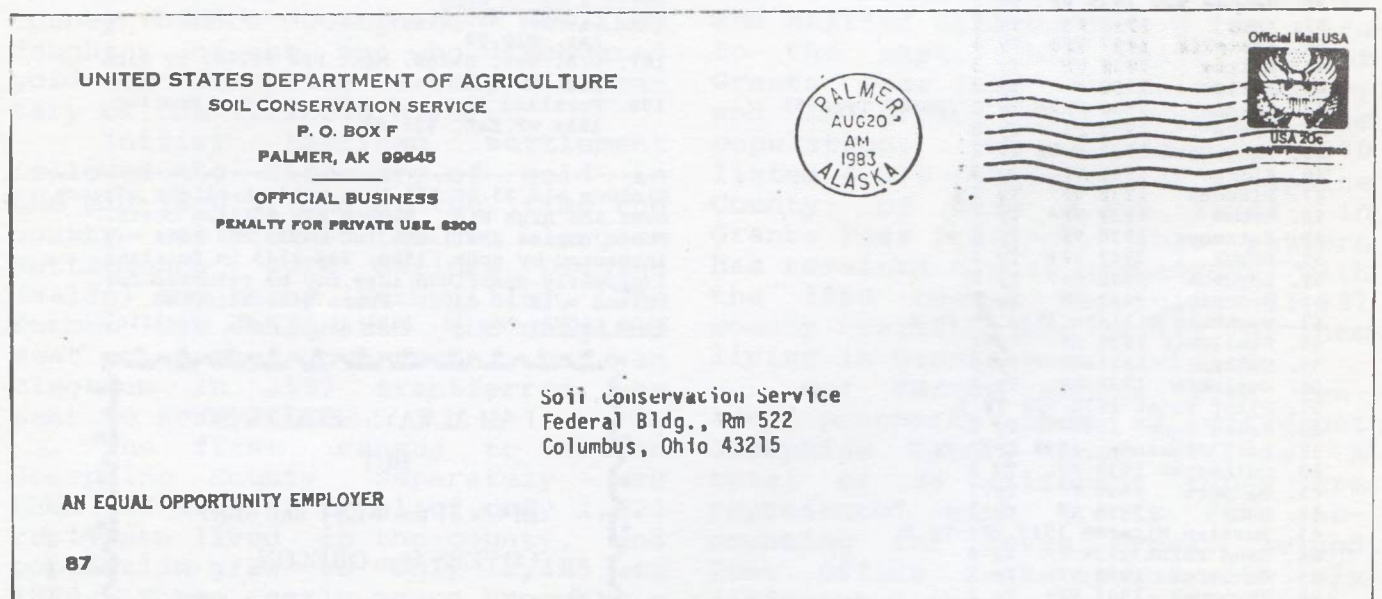 UNITED STATES DEPARTMENT OF AGRICULTURE
SOIL CONSERVATION SERVICE
P. O. BOX F
PALMER, AK 99645
OFFICIAL BUSINESS
PENALTY FOR PRIVATE USE, $300
PALMER
AUG 20
AM
1983
ALASKA
Official Mail USA
USA 20c
Soil Conservation Service
Federal Bldg., Rm 522
Columbus, Ohio 43215
AN EQUAL OPPORTUNITY EMPLOYER
87